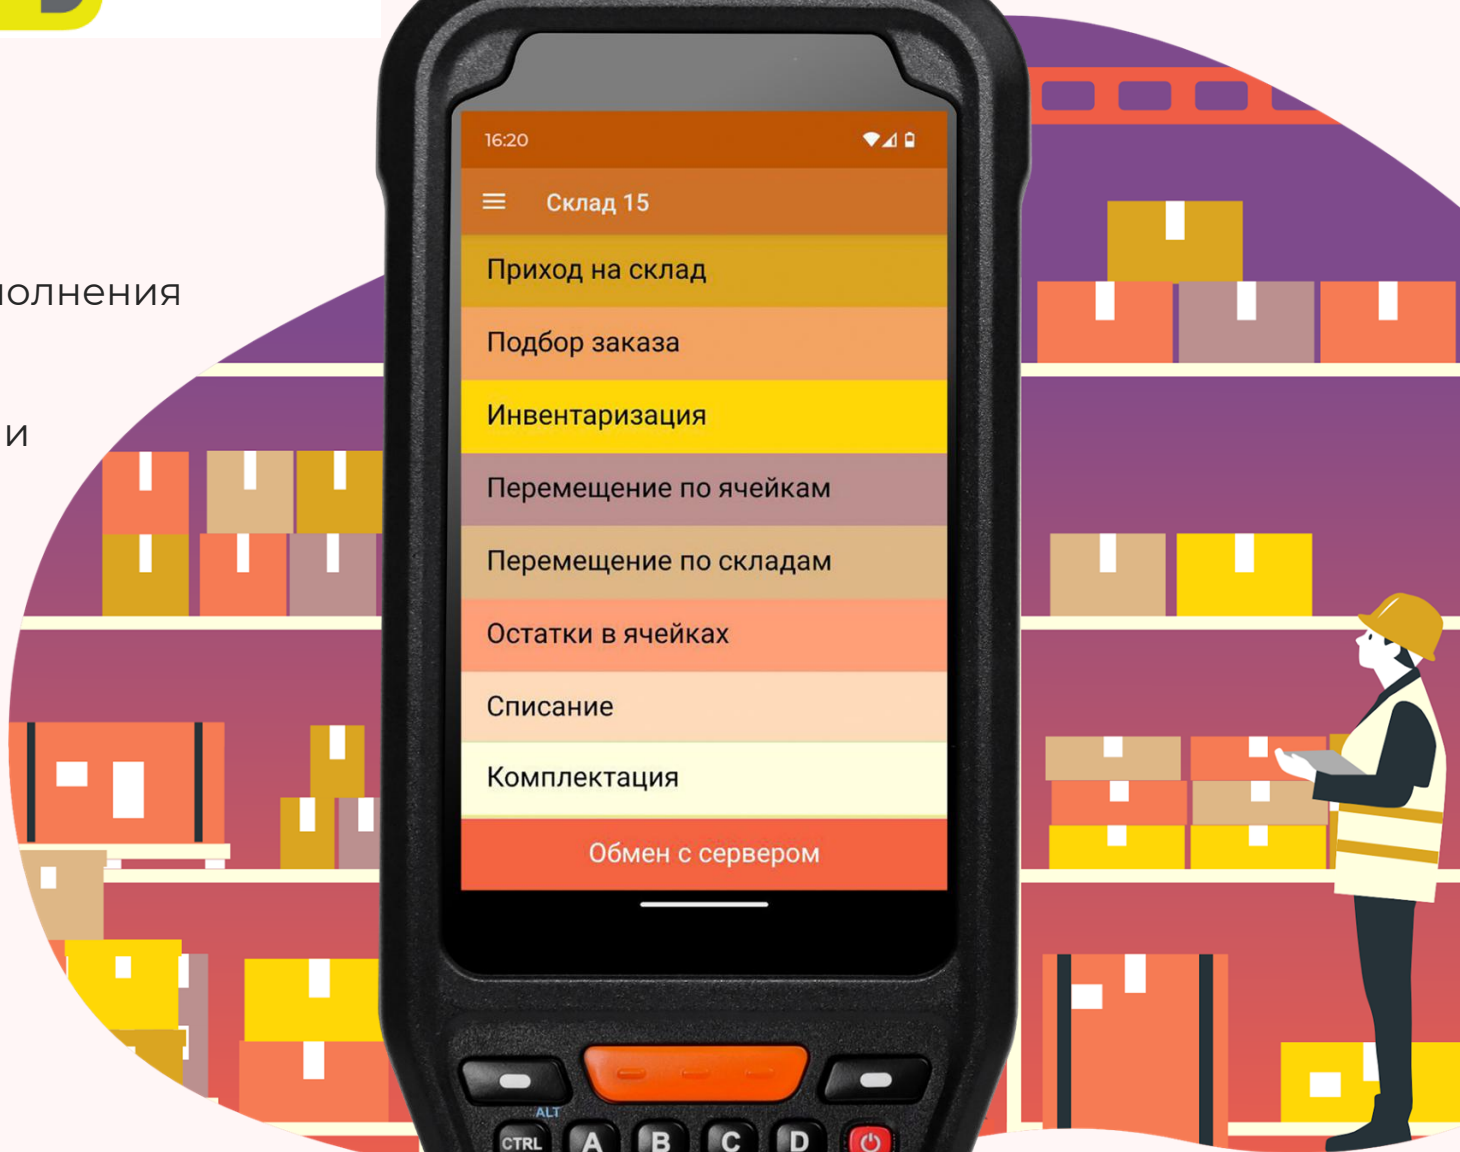 16:20
Склад 15
Приход на склад
Подбор заказа
Инвентаризация
Перемещение по ячейкам
Перемещение по складам
Остатки в ячейках
Списание
Комплектация
Обмен с сервером
и
ALT
CTRL A B C D